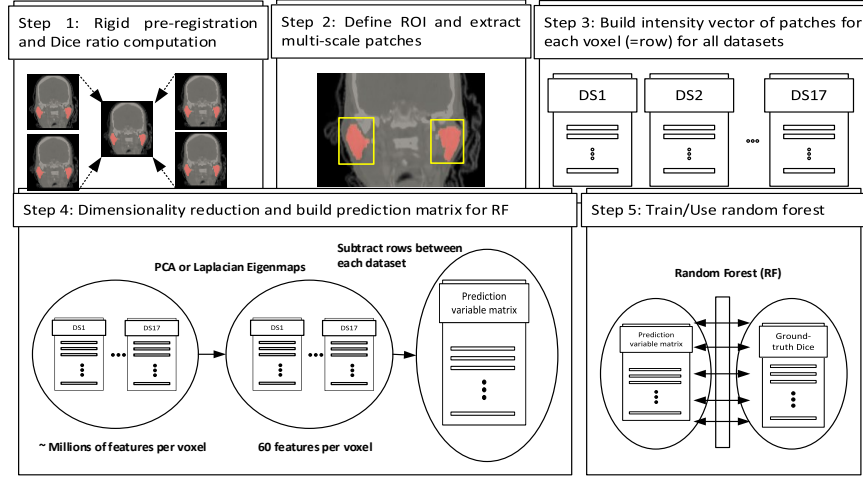 Step 1: Rigid pre-registration
and Dice ratio computation
Step 2: Define ROI and extract
multi-scale patches
Step 3: Build intensity vector of patches for
each voxel (=row) for all datasets
DS1
DS2
DS17
Step 4: Dimensionality reduction and build prediction matrix for RF
PCA or Laplacian Eigenmaps
Subtract rows between
each dataset
DS1
DS17
DS1
DS17
Prediction
variable matrix
~ Millions of features per voxel
60 features per voxel
Step 5: Train/Use random forest
Random Forest (RF)
Prediction
variable matrix
Ground-
truth Dice